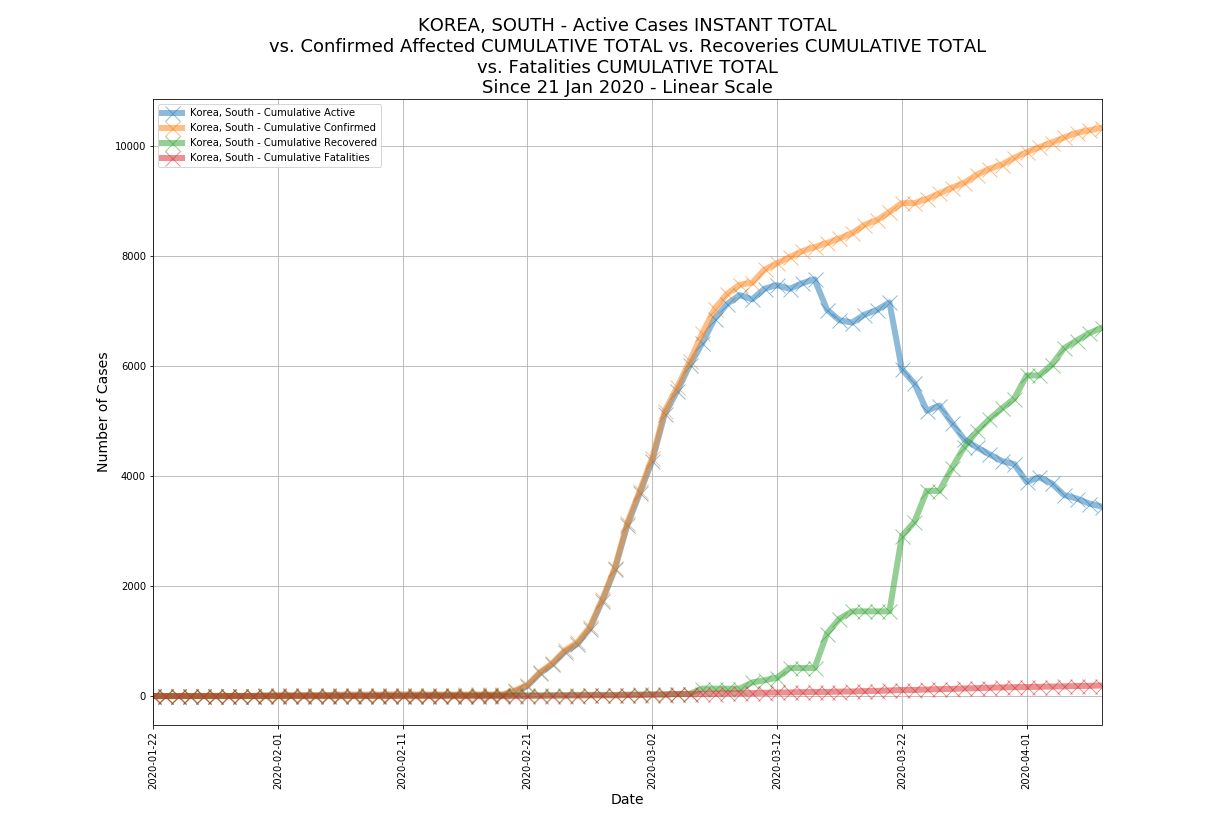 KOREA, SOUTH - Active Cases INSTANT TOTAL
vs. Confirmed Affected CUMULATIVE TOTAL vs. Recoveries CUMULATIVE TOTAL
vs. Fatalities CUMULATIVE TOTAL
Since 21 Jan 2020 - Linear Scale
Korea, South - Cumulative Active
Korea, South - Cumulative Confirmed
Korea, South - Cumulative Recovered
Korea, South - Cumulative Fatalities
Number of Cases
10000
8000
6000
4000
2000
0
2020-01-22
2020-02-01
2020-02-11
2020-02-21
2020-03-02
2020-03-12
2020-03-22
2020-04-01
Date